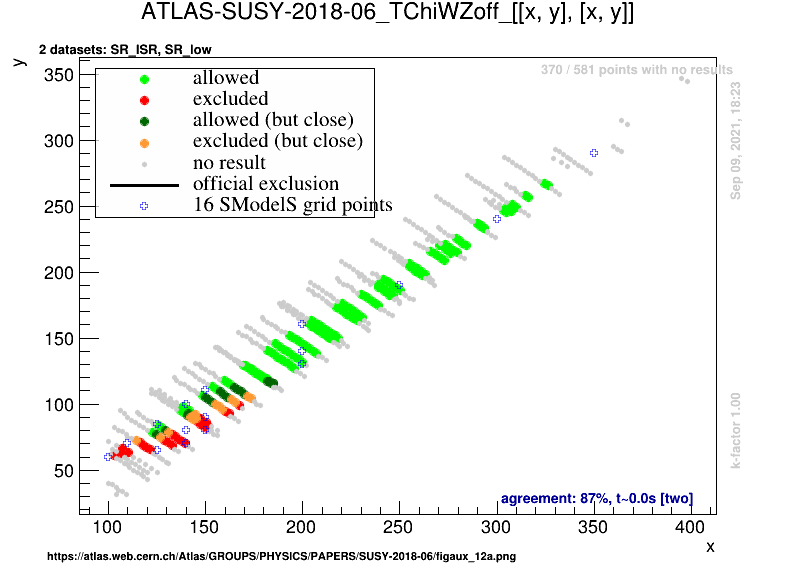 ATLAS-SUSY-2018-06_TChiWZoff_[[x, y], [x, y]]
2 datasets: SR_ISR, SR_low
y
370 / 581 points with no results
allowed
excluded
allowed (but close)
excluded (but close)
no result
official exclusion
16 SModelS grid points
350
300
250
200
150
100
50
Sep 09, 2021, 18:23
k-factor 1.00
agreement: 87%, t~0.0s [two]
100 150 200 250 300 350 400
x
https://atlas.web.cern.ch/Atlas/GROUPS/PHYSICS/PAPERS/SUSY-2018-06/figaux_12a.png